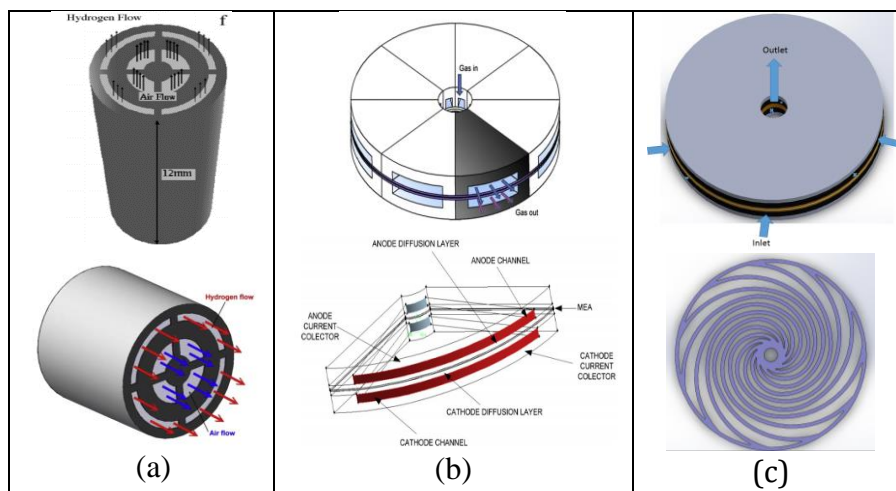 Hydrogen Flow
f
Air Flow
12mm
Hydrogen flow
Air flow
(a)
Gas in
Gas out
ANODE DIFFUSION LAYER
ANODE CHANNEL
MEA
ANODE
CURRENT
COLECTOR
CATHODE
CURRENT
COLECTOR
CATHODE DIFFUSION LAYER
CATHODE CHANNEL
(b)
Outlet
Inlet
(c)